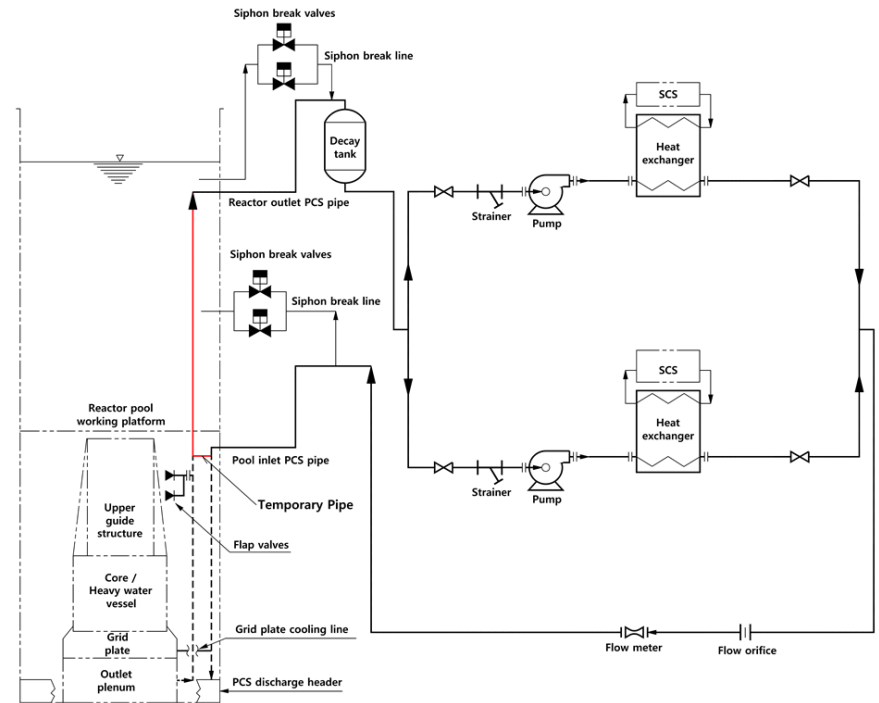 Siphon break valves
Siphon break line
SCS
Decay
tank
Heat
exchanger
Reactor outlet PCS pipe
Strainer
Pump
Siphon break valves
Siphon break line
SCS
Reactor pool
working platform
Heat
exchanger
Pool inlet PCS pipe
Strainer
Pump
Temporary Pipe
Upper
guide
structure
Flap valves
Core /
Heavy water
vessel
Grid plate cooling line
Grid
plate
Flow meter
Flow orifice
Outlet
plenum
PCS discharge header